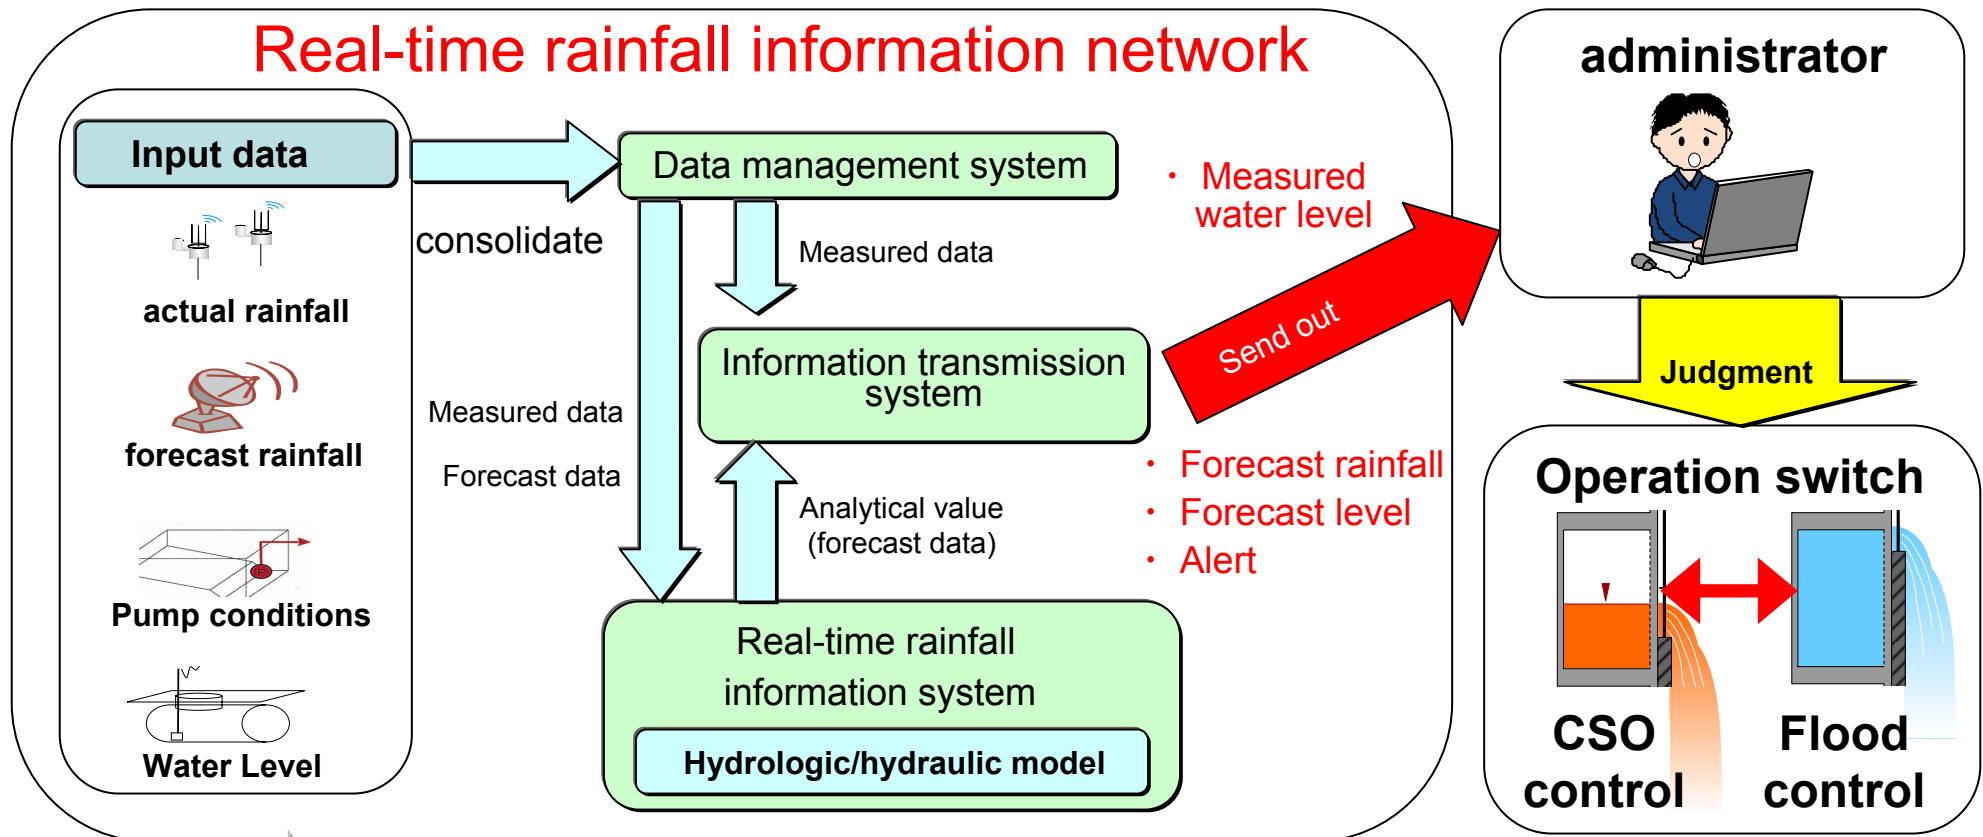 Real-time rainfall information network
Input data
actual rainfall
forecast rainfall
P
Pump conditions
Water Level
consolidate
Data management system
Measured data
Measured data
Forecast data
Information transmission
system
Analytical value
(forecast data)
Real-time rainfall
information system
Hydrologic/hydraulic model
・ Measured
water level
Send out
・ Forecast rainfall
・ Forecast level
・ Alert
administrator
Judgment
Operation switch
CSO
control
Flood
control